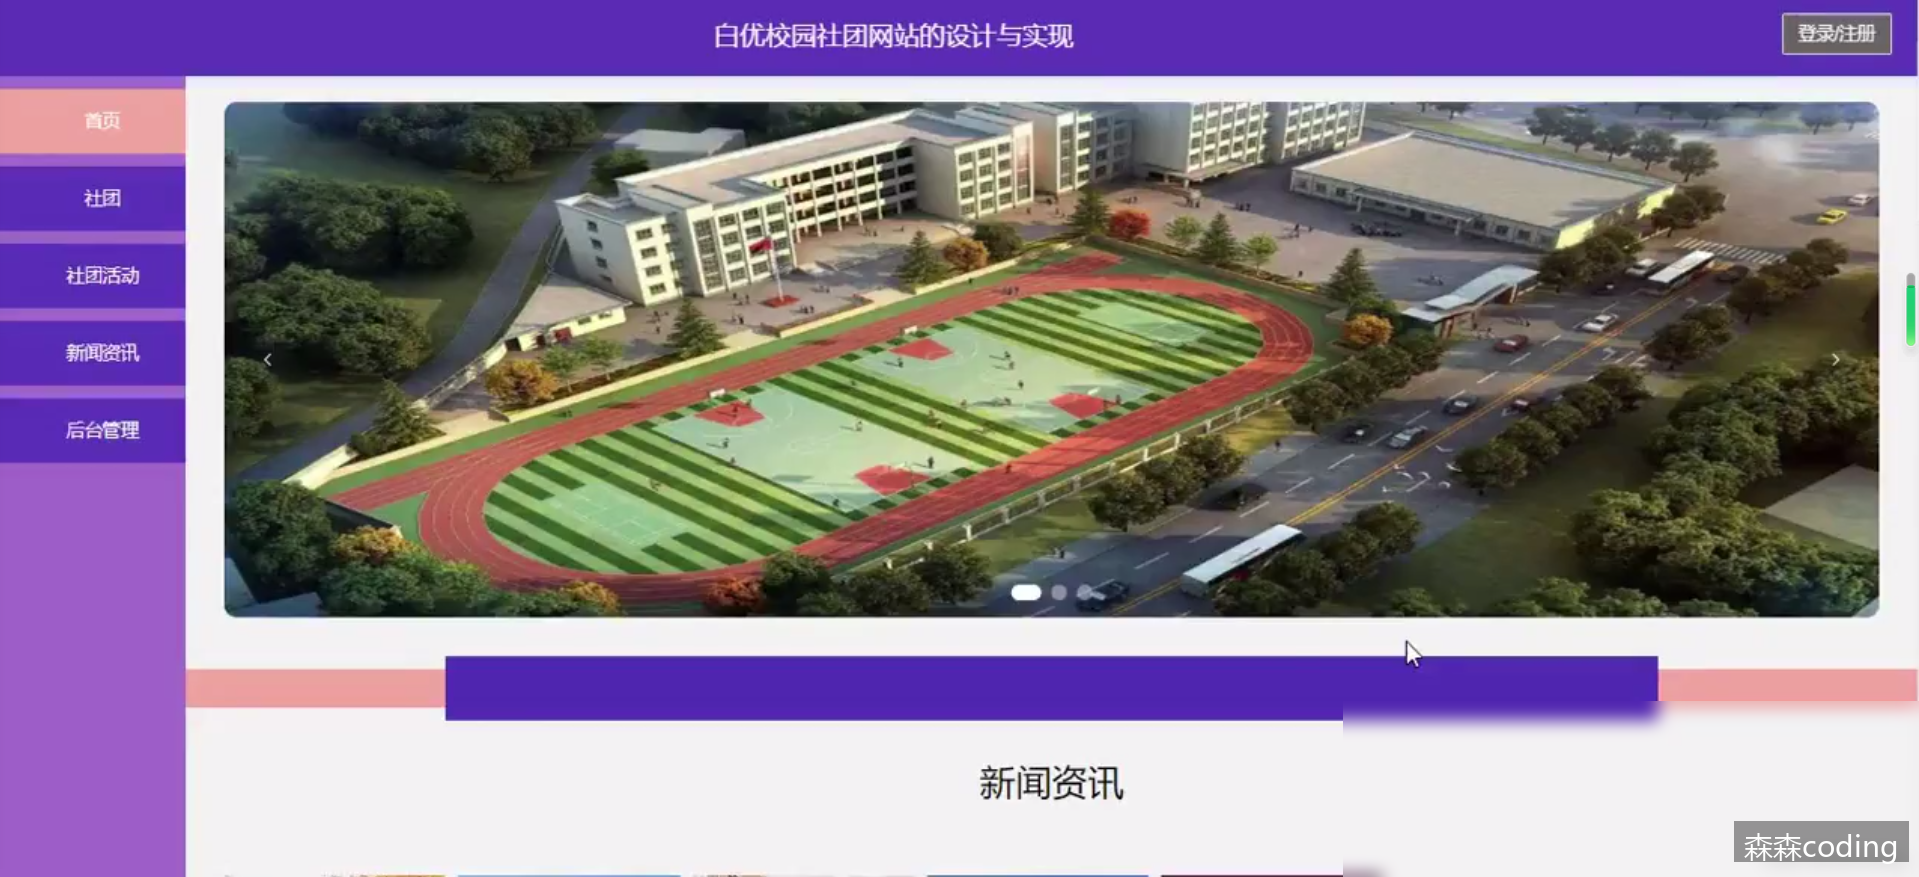 白优校园社团网站的设计与实现
登录/注册
首页
社团
社团活动
新闻资讯
后台管理
新闻资讯
森森coding